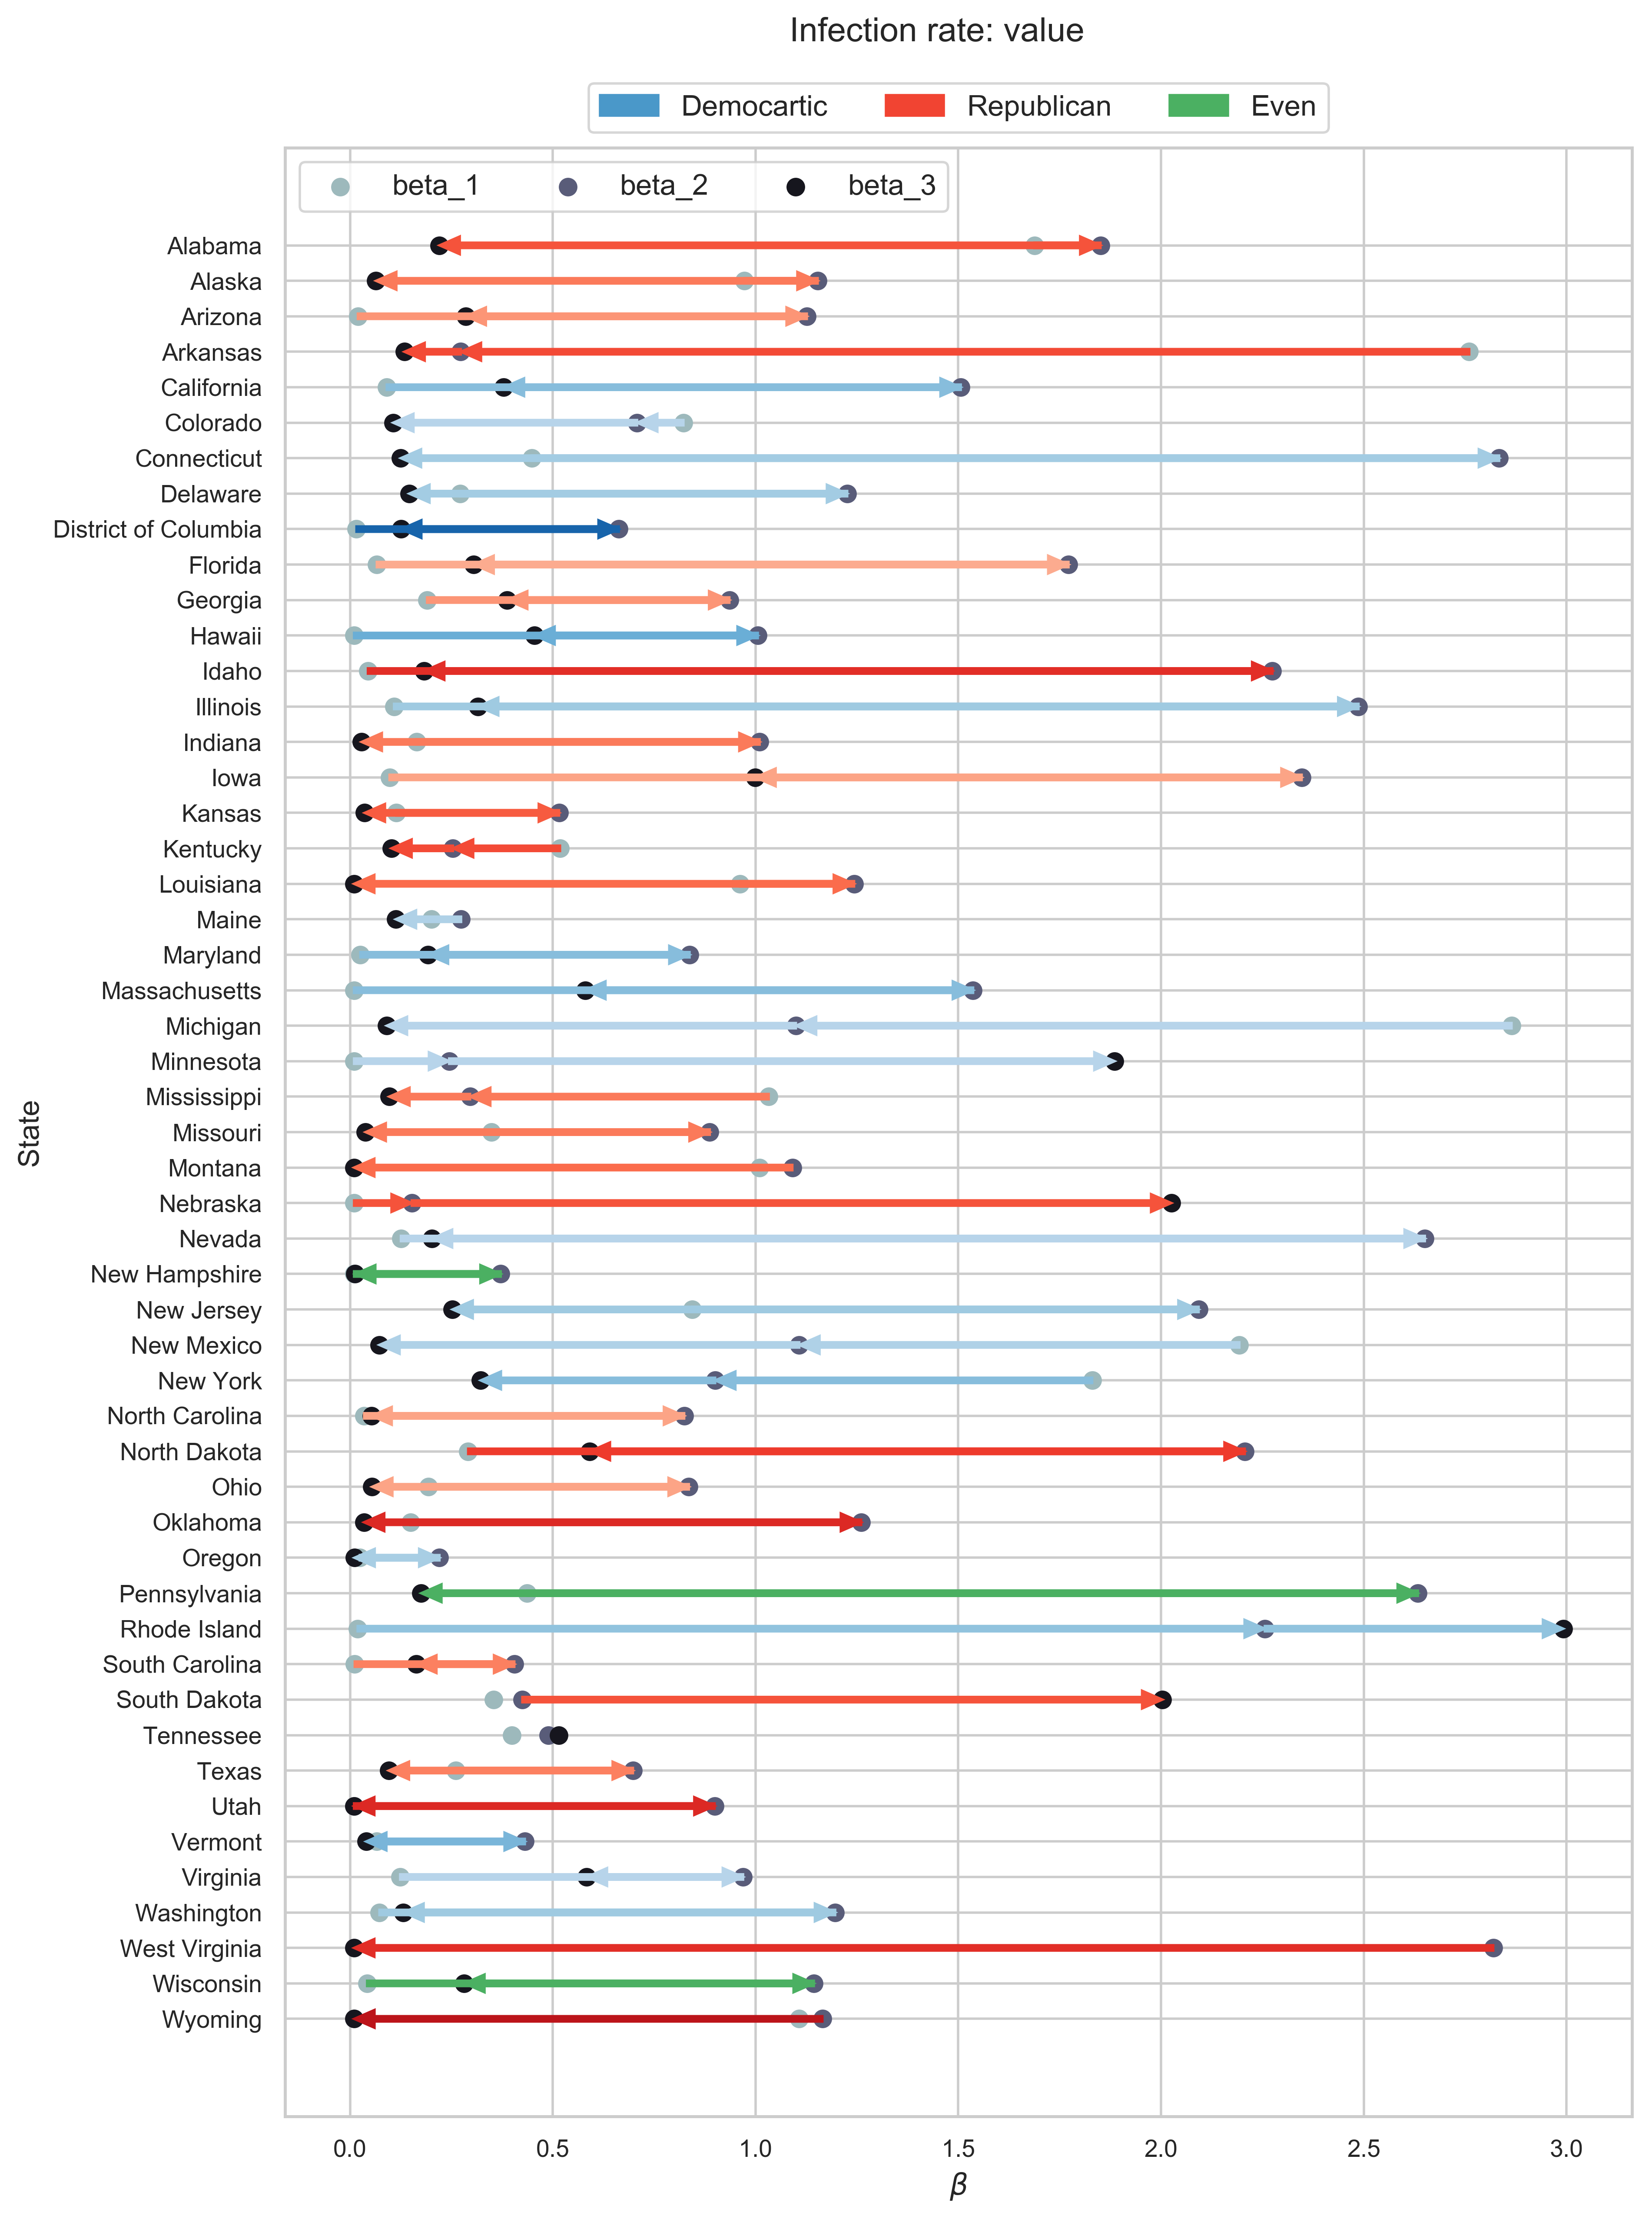 Infection rate: value
Democartic Republican Even
beta_1 beta_2 beta_3
Alabama
Alaska
Arizona
Arkansas
California
Colorado
Connecticut
Delaware
District of Columbia
Florida
Georgia
Hawaii
Idaho
Illinois
Indiana
Iowa
Kansas
Kentucky
Louisiana
Maine
Maryland
Massachusetts
Michigan
Minnesota
Mississippi
Missouri
Montana
Nebraska
Nevada
New Hampshire
New Jersey
New Mexico
New York
North Carolina
North Dakota
Ohio
Oklahoma
Oregon
Pennsylvania
Rhode Island
South Carolina
South Dakota
Tennessee
Texas
Utah
Vermont
Virginia
Washington
West Virginia
Wisconsin
Wyoming
State
0.0 0.5 1.0 1.5 2.0 2.5 3.0
β